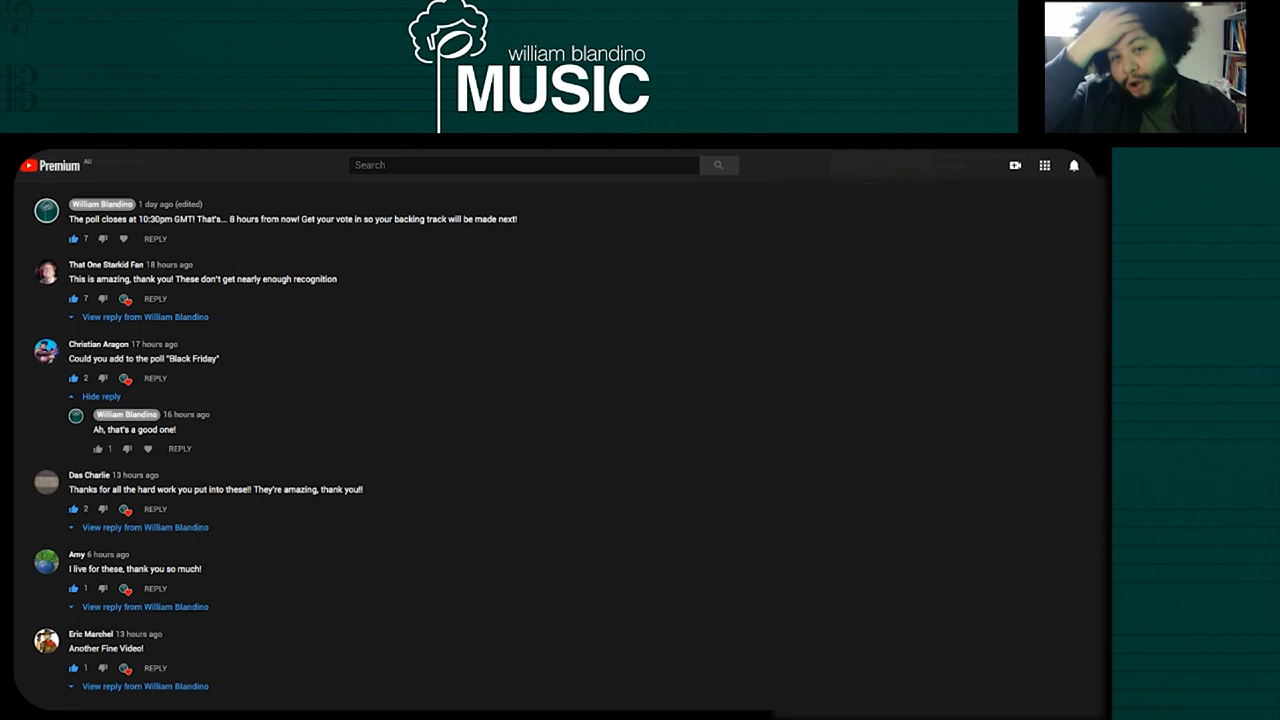 william blandino
MUSIC
Premium AU
Search
William Blandino 1 day ago (edited)
The poll closes at 10:30pm GMT! That's... 8 hours from now! Get your vote in so your backing track will be made next!
7 REPLY
That One Starkid Fan 18 hours ago
This is amazing, thank you! These don't get nearly enough recognition
7 REPLY
View reply from William Blandino
Christian Aragon 17 hours ago
Could you add to the poll "Black Friday"
2 REPLY
Hide reply
William Blandino 16 hours ago
Ah, that's a good one!
1 REPLY
Das Charlie 13 hours ago
Thanks for all the hard work you put into these!! They're amazing, thank you!!
2 REPLY
View reply from William Blandino
Amy 6 hours ago
I live for these, thank you so much!
1 REPLY
View reply from William Blandino
Eric Marchel 13 hours ago
Another Fine Video!
1 REPLY
View reply from William Blandino